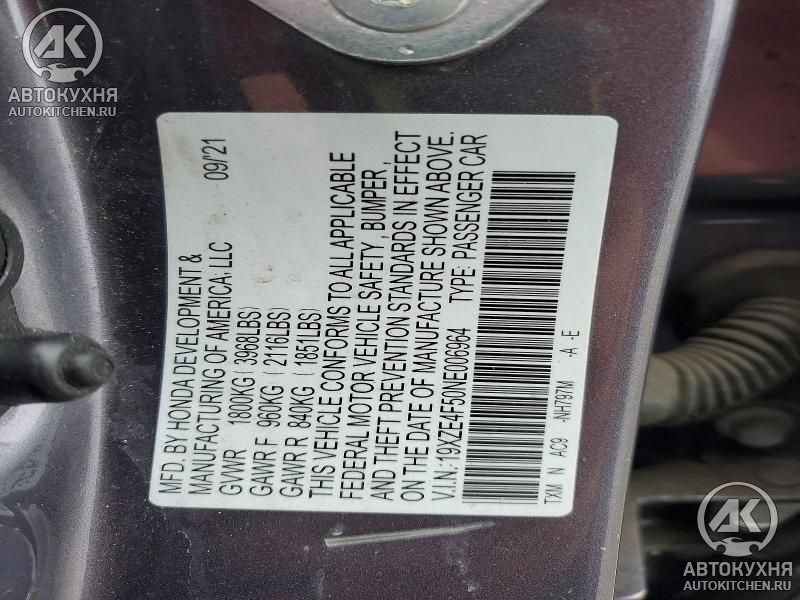 AK
АВТОКУХНЯ
AUTOKITCHEN.RU
MFD. BY HONDA DEVELOPMENT &
MANUFACTURING OF AMERICA, LLC
GVWR 1800KG ( 3968LBS) 09/'21
GAWR F 960KG ( 2116LBS)
GAWR R 840KG ( 1851LBS)
THIS VEHICLE CONFORMS TO ALL APPLICABLE
FEDERAL MOTOR VEHICLE SAFETY , BUMPER ,
AND THEFT PREVENTION STANDARDS IN EFFECT
ON THE DATE OF MANUFACTURE SHOWN ABOVE.
V.I.N.:19XZE4F50NE006964 TYPE: PASSENGER CAR
TXM N AC9 -NH797M -A -E
AK
АВТОКУХНЯ
AUTOKITCHEN.RU